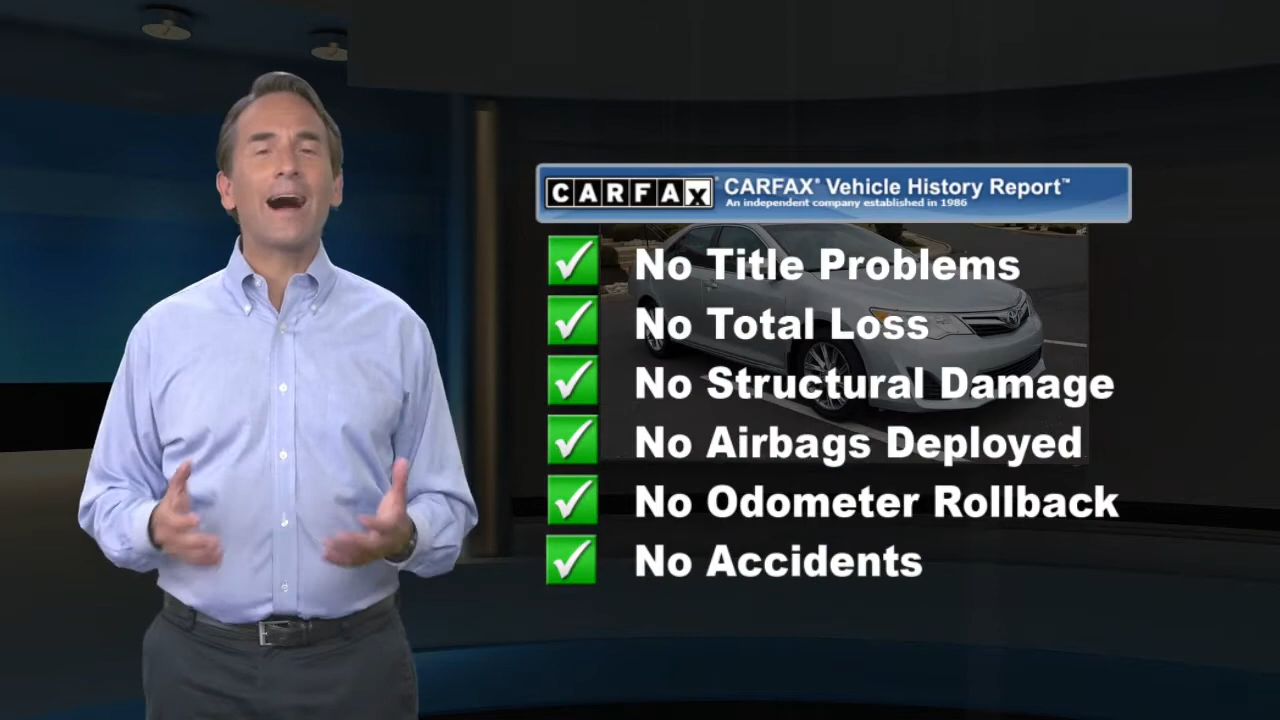 CARFAX® CARFAX® Vehicle History Report™
An independent company established in 1986
No Title Problems
No Total Loss
No Structural Damage
No Airbags Deployed
No Odometer Rollback
No Accidents